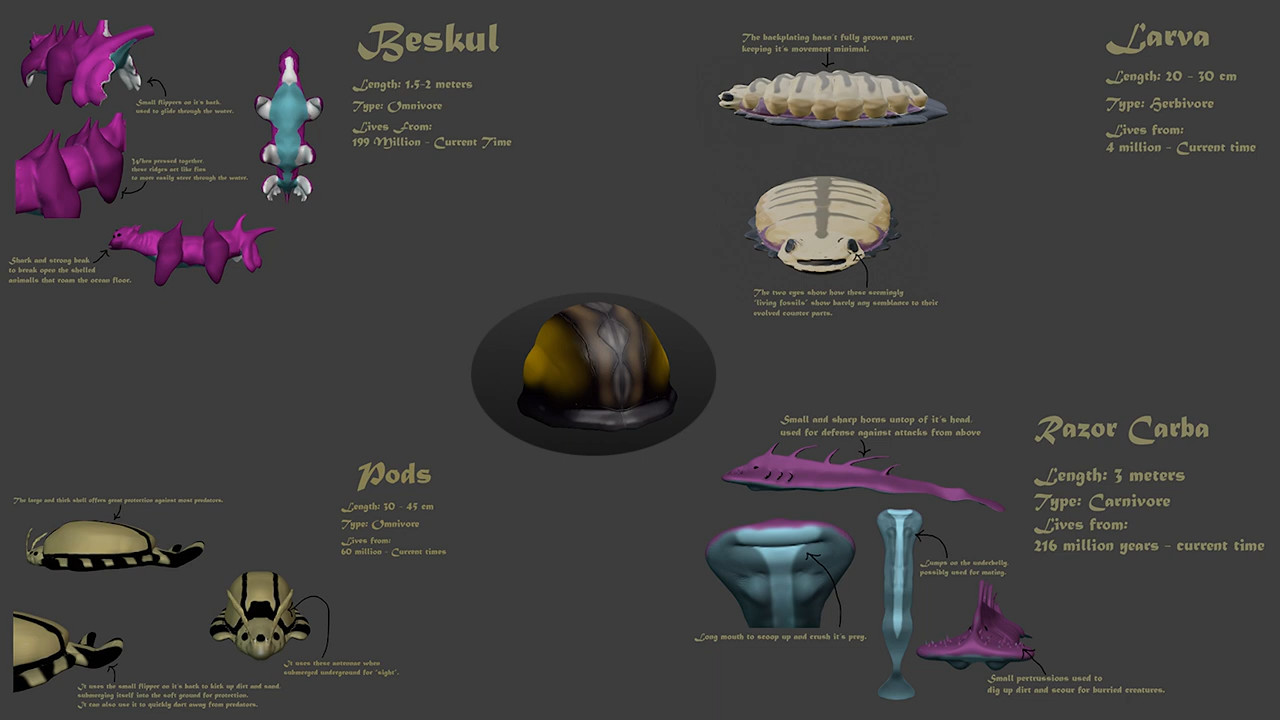 Beskul
Length: 1.5-2 meters
Type: Omnivore
Lives From:
199 Million - Current Time
Small flippers on it's back.
used to glide through the water.
When pressed together
these ridges act like fins
to more easily steer through the water.
Shark and strong beak
to break open the shelled
animalls that roam the ocean floor.
The backplating hasn't fully grown apart.
keeping it's movement minimal.
Larva
Length: 20 - 30 cm
Type: Herbivore
Lives from:
4 million - Current time
The two eyes show how these seemingly
"living fossils" show barely any semblance to their
evolved counter parts.
Pods
Length: 30 - 45 cm
Type: Omnivore
Lives from:
60 million - Current times
The large and thick shell offers great protection against most predators.
It uses these antennae when
submerged underground for "sight".
It uses the small flipper on it's back to kick up dirt and sand.
submerging itself into the soft ground for protection.
It can also use it to quickly dart away from predators.
Small and sharp horns untop of it's head.
used for defense against attacks from above
Razor Carba
Length: 3 meters
Type: Carnivore
Lives from:
216 million years - current time
Lumps on the underbelly.
possibly used for mating.
Long mouth to scoop up and crush it's prey.
Small pertrussions used to
dig up dirt and scour for burried creatures.